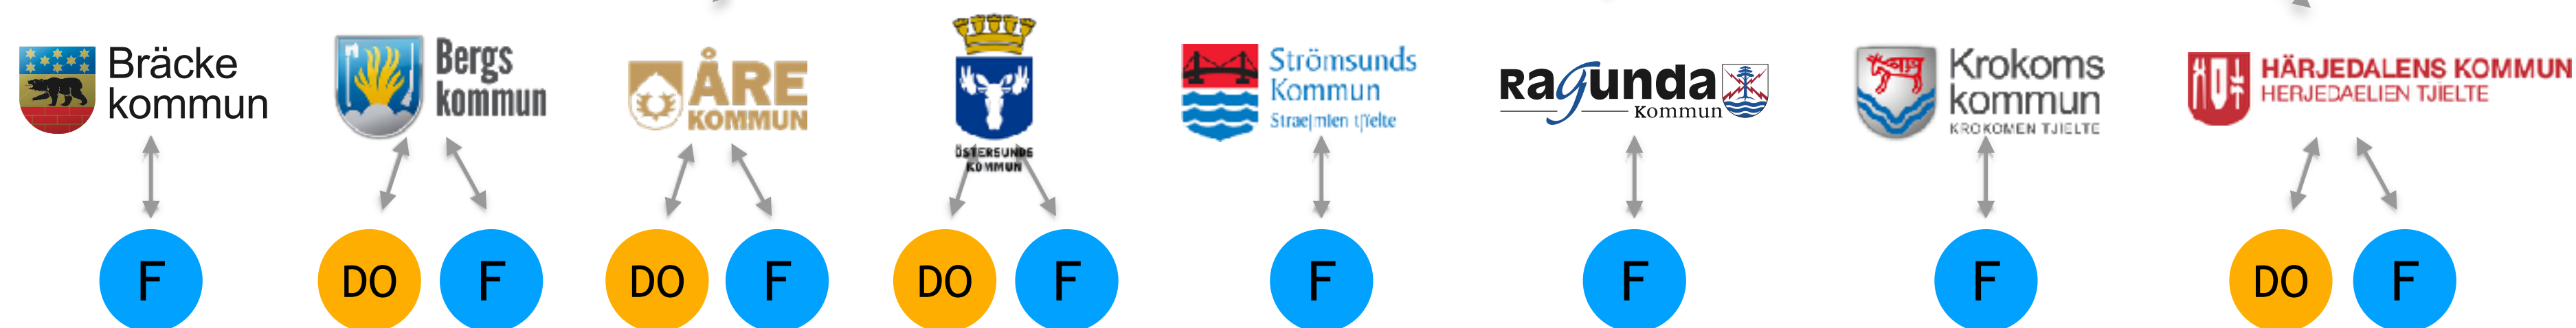 Bräcke
kommun
Bergs
kommun
ÅRE
KOMMUN
ÖSTERSUNDS
KOMMUN
Strömsunds
Kommun
Straejmien tjïelte
Ragunda
Kommun
Krokoms
kommun
KROKOMEN TJIELTE
HÄRJEDALENS KOMMUN
HERJEDAELIEN TJIELTE
F
DO
F
DO
F
DO
F
F
F
F
DO
F